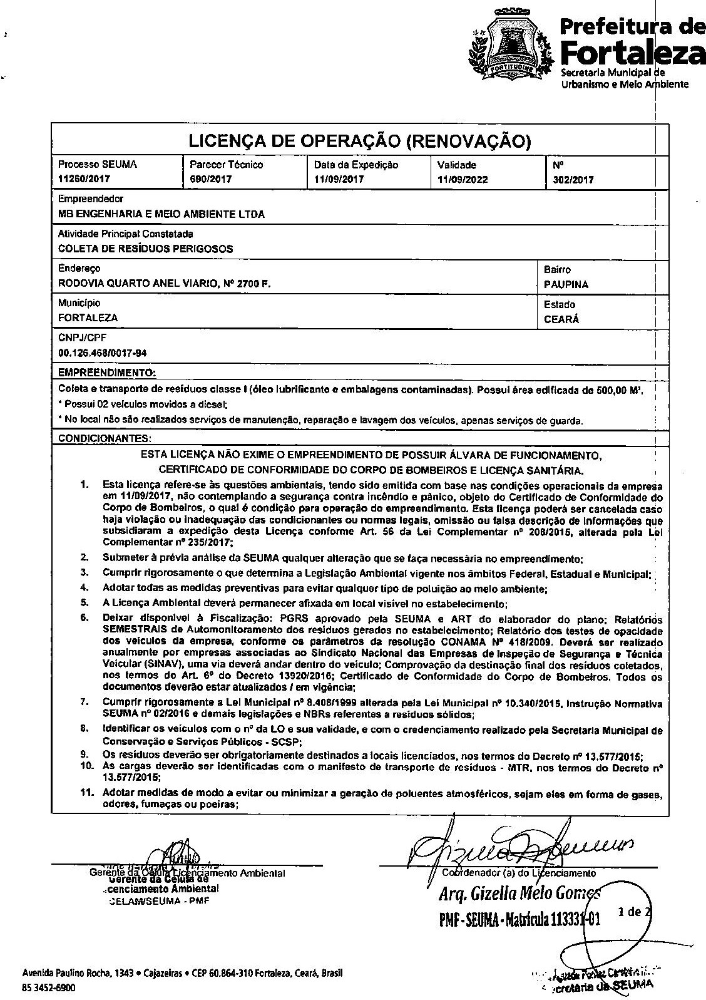 Prefeitura de
Fortaleza
Secretaria Municipal de
Urbanismo e Meio Ambiente
FORTITUDINE
LICENÇA DE OPERAÇÃO (RENOVAÇÃO)
Processo SEUMA
11260/2017
Parecer Técnico
690/2017
Data da Expedição
11/09/2017
Validade
11/09/2022
Nº
302/2017
Empreendedor
MB ENGENHARIA E MEIO AMBIENTE LTDA
Atividade Principal Constatada
COLETA DE RESÍDUOS PERIGOSOS
Endereço
RODOVIA QUARTO ANEL VIARIO, Nº 2700 F.
Bairro
PAUPINA
Município
FORTALEZA
Estado
CEARÁ
CNPJ/CPF
00.126.468/0017-94
EMPREENDIMENTO:
Coleta e transporte de resíduos classe I (óleo lubrificante e embalagens contaminadas). Possui área edificada de 500,00 M².
* Possui 02 veículos movidos a diesel;
* No local não são realizados serviços de manutenção, reparação e lavagem dos veículos, apenas serviços de guarda.
CONDICIONANTES:
ESTA LICENÇA NÃO EXIME O EMPREENDIMENTO DE POSSUIR ÁLVARA DE FUNCIONAMENTO,
CERTIFICADO DE CONFORMIDADE DO CORPO DE BOMBEIROS E LICENÇA SANITÁRIA.
1. Esta licença refere-se às questões ambientais, tendo sido emitida com base nas condições operacionais da empresa
em 11/09/2017, não contemplando a segurança contra incêndio e pânico, objeto do Certificado de Conformidade do
Corpo de Bombeiros, o qual é condição para operação do empreendimento. Esta licença poderá ser cancelada caso
haja violação ou inadequação das condicionantes ou normas legais, omissão ou falsa descrição de informações que
subsidiaram a expedição desta Licença conforme Art. 56 da Lei Complementar nº 208/2015, alterada pela Lei
Complementar nº 235/2017;
2. Submeter à prévia análise da SEUMA qualquer alteração que se faça necessária no empreendimento;
3. Cumprir rigorosamente o que determina a Legislação Ambiental vigente nos âmbitos Federal, Estadual e Municipal;
4. Adotar todas as medidas preventivas para evitar qualquer tipo de poluição ao meio ambiente;
5. A Licença Ambiental deverá permanecer afixada em local visivel no estabelecimento;
6. Deixar disponível à Fiscalização: PGRS aprovado pela SEUMA e ART do elaborador do plano; Relatórios
SEMESTRAIS de Automonitoramento dos resíduos gerados no estabelecimento; Relatório dos testes de opacidade
dos veículos da empresa, conforme os parâmetros da resolução CONAMA Nº 418/2009. Deverá ser realizado
anualmente por empresas associadas ao Sindicato Nacional das Empresas de Inspeção de Segurança e Técnica
Veicular (SINAV), uma via deverá andar dentro do veículo; Comprovação da destinação final dos resíduos coletados,
nos termos do Art. 6º do Decreto 13920/2016; Certificado de Conformidade do Corpo de Bombeiros. Todos os
documentos deverão estar atualizados / em vigência;
7. Cumprir rigorosamente a Lei Municipal nº 8.408/1999 alterada pela Lei Municipal nº 10.340/2015, Instrução Normativa
SEUMA nº 02/2016 e demais legislações e NBRs referentes a resíduos sólidos;
8. Identificar os veículos com o nº da LO e sua validade, e com o credenciamento realizado pela Secretaria Municipal de
Conservação e Serviços Públicos - SCSP;
9. Os resíduos deverão ser obrigatoriamente destinados a locais licenciados, nos termos do Decreto nº 13.577/2015;
10. As cargas deverão ser identificadas com o manifesto de transporte de resíduos - MTR, nos termos do Decreto nº
13.577/2015;
11. Adotar medidas de modo a evitar ou minimizar a geração de poluentes atmosféricos, sejam eles em forma de gases,
odores, fumaças ou poeiras;
Gerente da Célula Licenciamento Ambiental
Gerente da Célula de
cenciamento Ambiental
CELAM/SEUMA - PMF
Coordenador (a) do Licenciamento
Arq. Gizella Melo Gomes
PMF - SEUMA - Matrícula 113331-01
1 de 2
Avenida Paulino Rocha, 1343 • Cajazeiras • CEP 60.864-310 Fortaleza, Ceará, Brasil
85 3452-6900
cretária da SEUMA